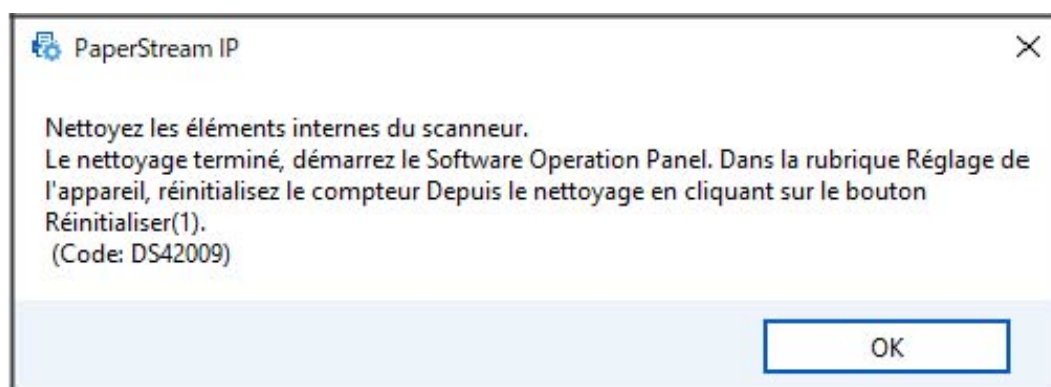 PaperStream IP
Nettoyez les éléments internes du scanneur.
Le nettoyage terminé, démarrez le Software Operation Panel. Dans la rubrique Réglage de
l'appareil, réinitialisez le compteur Depuis le nettoyage en cliquant sur le bouton
Réinitialiser(1).
(Code: DS42009)
OK